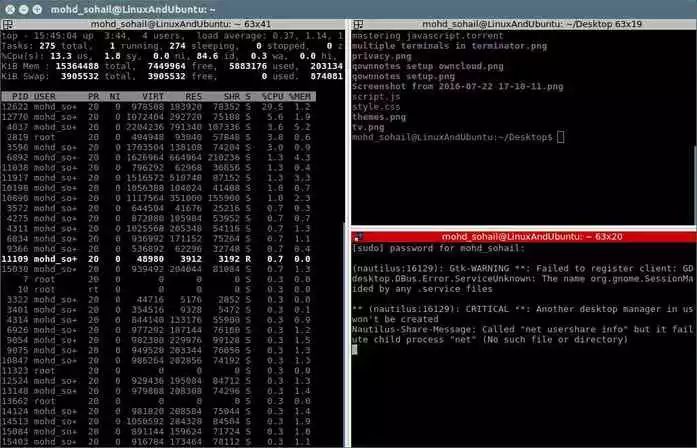 mohd_sohail@LinuxAndUbuntu: ~
mohd_sohail@LinuxAndUbuntu: ~ 63x41
top - 15:45:04 up 3:44, 4 users, load average: 0.37, 1.14, 1
Tasks: 275 total, 1 running, 274 sleeping, 0 stopped, 0 z
%Cpu(s): 13.3 us, 1.8 sy, 0.0 ni, 84.6 id, 0.3 wa, 0.0 hi,
KiB Mem : 15364488 total, 7449964 free, 5883176 used, 203134
KiB Swap: 3905532 total, 3905532 free, 0 used, 874081
PID USER PR NI VIRT RES SHR S %CPU %MEM
12622 mohd_so+ 20 0 978508 183920 78352 S 29.5 1.2
12770 mohd_so+ 20 0 1072404 292720 75188 S 5.6 1.9
4037 mohd_so+ 20 0 2204236 791340 107336 S 3.6 5.2
2819 root 20 0 494948 93840 57848 S 3.0 0.6
3590 mohd_so+ 20 0 1703504 138108 74204 S 3.0 0.9
6892 mohd_so+ 20 0 1626964 664064 210236 S 1.3 4.3
11038 mohd_so+ 20 0 796292 62968 36856 S 1.3 0.4
11917 mohd_so+ 20 0 1516572 510748 87152 S 1.3 3.3
10198 mohd_so+ 20 0 1056388 104024 41408 S 1.0 0.7
10690 mohd_so+ 20 0 1117564 351000 155900 S 1.0 2.3
3572 mohd_so+ 20 0 644504 41676 25216 S 0.7 0.3
4275 mohd_so+ 20 0 872080 105984 53952 S 0.7 0.7
4311 mohd_so+ 20 0 1025560 205348 54116 S 0.7 1.3
6034 mohd_so+ 20 0 936992 171152 75264 S 0.7 1.1
9366 mohd_so+ 20 0 536892 62296 32748 S 0.7 0.4
11109 mohd_so+ 20 0 48980 3912 3192 R 0.7 0.0
15030 mohd_so+ 20 0 939492 204044 81084 S 0.7 1.3
7 root 20 0 0 0 0 S 0.3 0.0
10 root 20 0 0 0 0 S 0.3 0.0
3322 mohd_so+ 20 0 44716 5176 2852 S 0.3 0.0
3401 mohd_so+ 20 0 354516 9328 5472 S 0.3 0.1
4314 mohd_so+ 20 0 844140 133176 55900 S 0.3 0.9
6926 mohd_so+ 20 0 977292 187144 76160 S 0.3 1.2
9054 mohd_so+ 20 0 982380 229976 99128 S 0.3 1.5
9075 mohd_so+ 20 0 949520 203344 76056 S 0.3 1.3
10847 mohd_so+ 20 0 986264 202856 74192 S 0.3 1.3
11323 root 20 0 0 0 0 S 0.3 0.0
12524 mohd_so+ 20 0 929436 195084 84712 S 0.3 1.3
13148 mohd_so+ 20 0 979808 208308 74296 S 0.3 1.4
13662 root 20 0 0 0 0 S 0.3 0.0
14124 mohd_so+ 20 0 981820 208584 75044 S 0.3 1.4
14513 mohd_so+ 20 0 1050592 284328 84504 S 0.3 1.9
15084 mohd_so+ 20 0 891144 159624 71724 S 0.3 1.0
15403 mohd_so+ 20 0 916784 173466 78112 S 0.3 1.1
mohd_sohail@LinuxAndUbuntu: ~/Desktop 63x19
mastering javascript.torrent
multiple terminals in terminator.png
privacy.png
qownnotes setup owncloud.png
qownnotes setup.png
Screenshot from 2016-07-22 17-10-11.png
script.js
style.css
themes.png
tv.png
mohd_sohail@LinuxAndUbuntu:~/Desktop$
mohd_sohail@LinuxAndUbuntu: ~ 63x20
[sudo] password for mohd_sohail:
(nautilus:16129): Gtk-WARNING **: Failed to register client: GD
desktop.DBus.Error.ServiceUnknown: The name org.gnome.SessionMa
ided by any .service files
** (nautilus:16129): CRITICAL **: Another desktop manager in us
won't be created
Nautilus-Share-Message: Called "net usershare info" but it fail
ute child process "net" (No such file or directory)